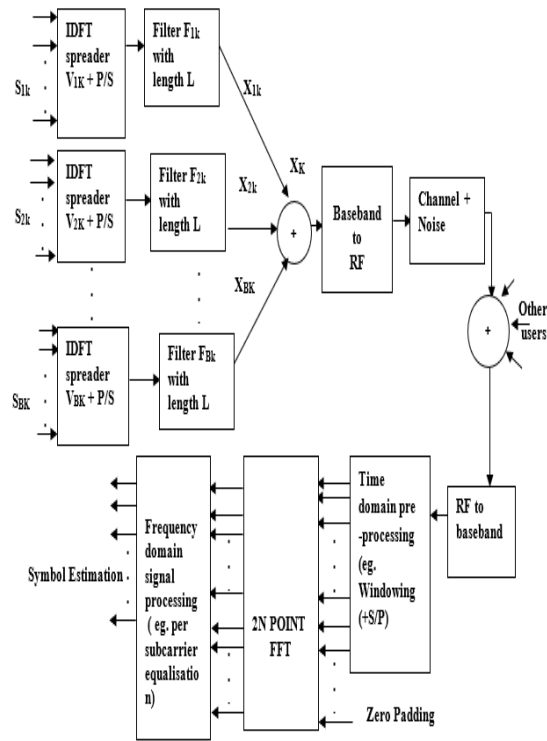 IDFT
spreader
V1K + P/S
Filter F1k
with
length L
S1k
X1k
IDFT
spreader
V2K + P/S
Filter F2k
with
length L
S2k
X2k
XK
+
Baseband
to
RF
Channel +
Noise
XBK
Other
users
+
IDFT
spreader
VBK + P/S
Filter FBk
with
length L
SBK
RF to
baseband
Time
domain pre
-processing
(eg.
Windowing
(+S/P)
2N POINT
FFT
Frequency
domain
signal
processing
( eg. per
subcarrier
equalisatio
n)
Symbol Estimation
Zero Padding